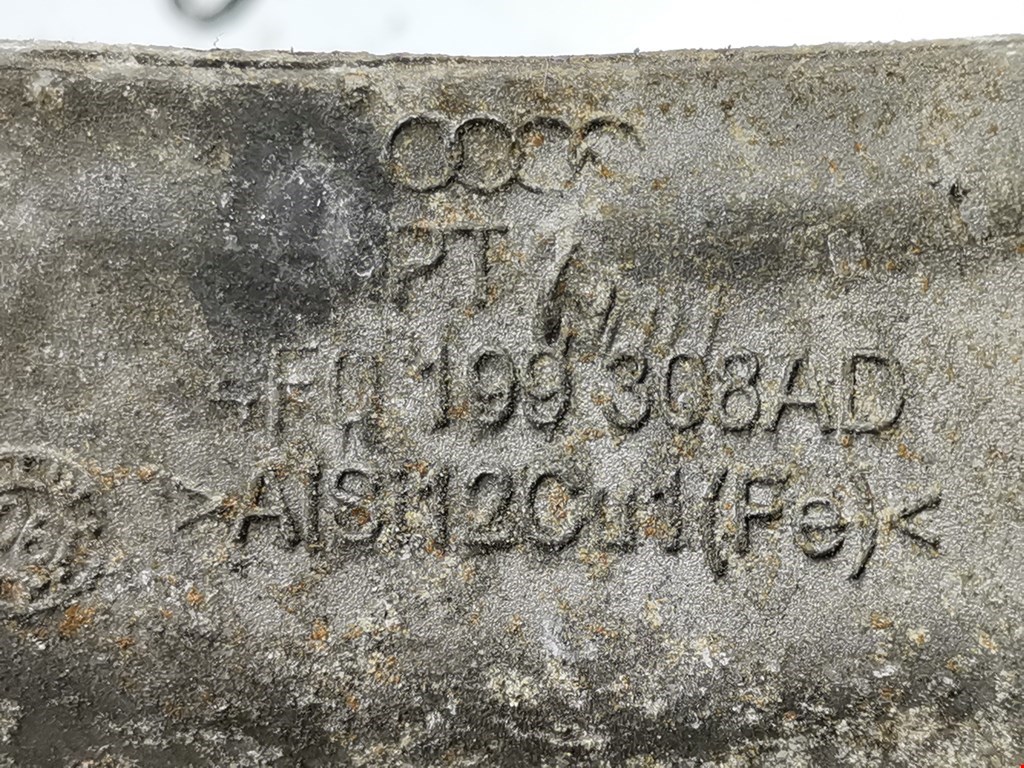 PT
4F0 199 308AD
>AlSi12Cu1(Fe)<